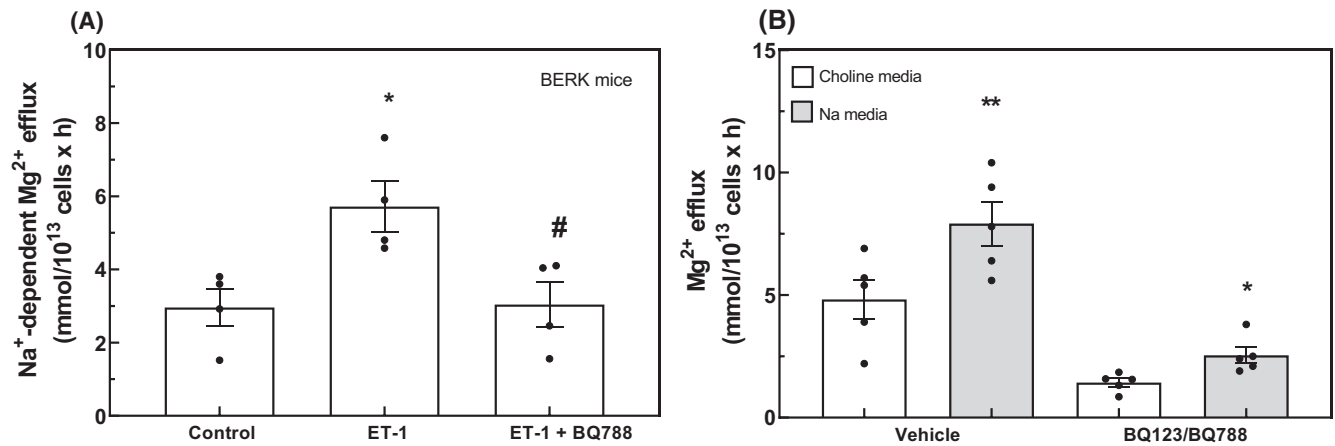 (A)
BERK mice
Na⁺-dependent Mg²⁺ efflux
(mmol/10¹³ cells x h)
10
8
6
4
2
0
*
#
Control
ET-1
ET-1 + BQ788
(B)
Choline media
Na media
Mg²⁺ efflux
(mmol/10¹³ cells x h)
15
10
5
0
**
*
Vehicle
BQ123/BQ788